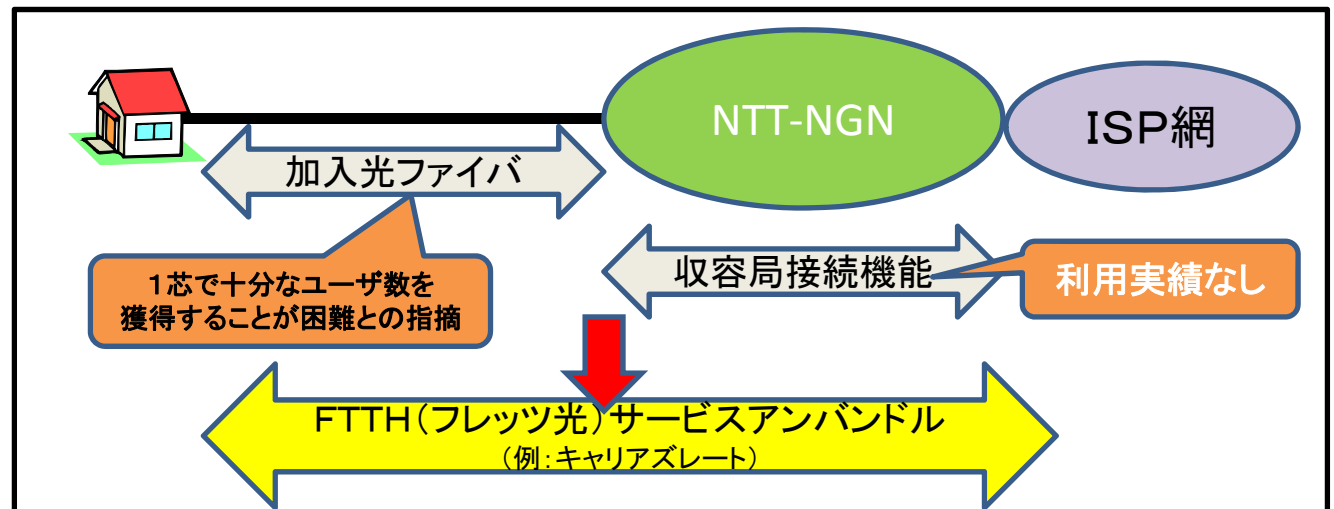 NTT-NGN
ISP網
加入光ファイバ
収容局接続機能
利用実績なし
1芯で十分なユーザ数を
獲得することが困難との指摘
FTTH(フレッツ光)サービスアンバンドル
(例:キャリアズレート)